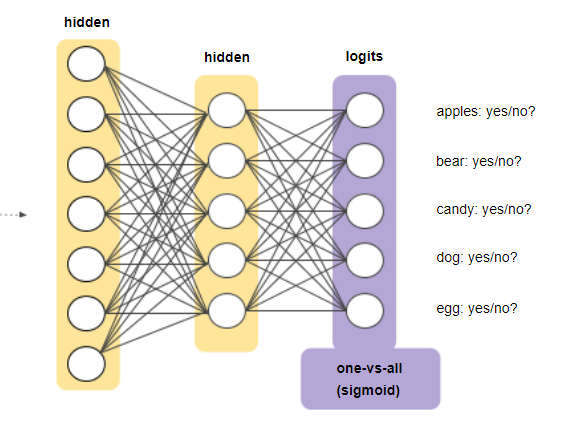 hidden
hidden
logits
apples: yes/no?
bear: yes/no?
candy: yes/no?
dog: yes/no?
egg: yes/no?
one-vs-all
(sigmoid)